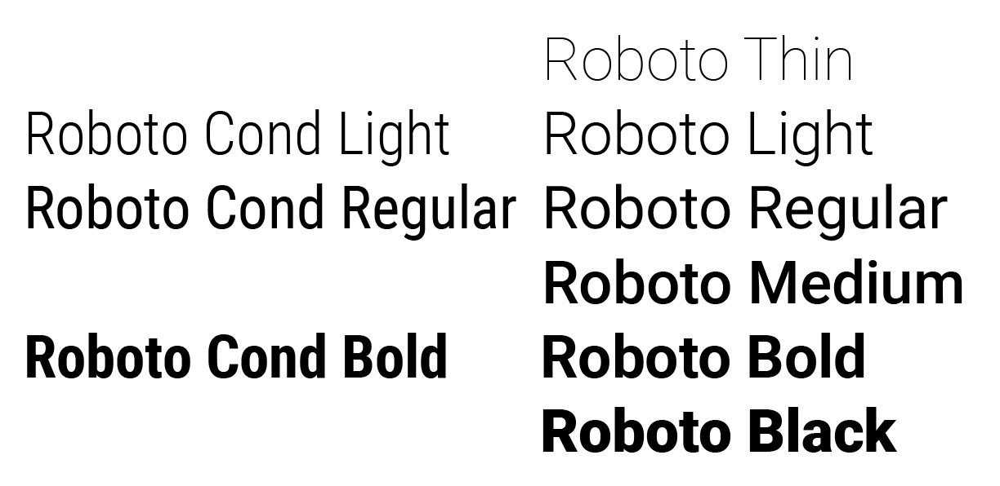 Roboto Thin
Roboto Cond Light
Roboto Light
Roboto Cond Regular
Roboto Regular
Roboto Medium
Roboto Cond Bold
Roboto Bold
Roboto Black